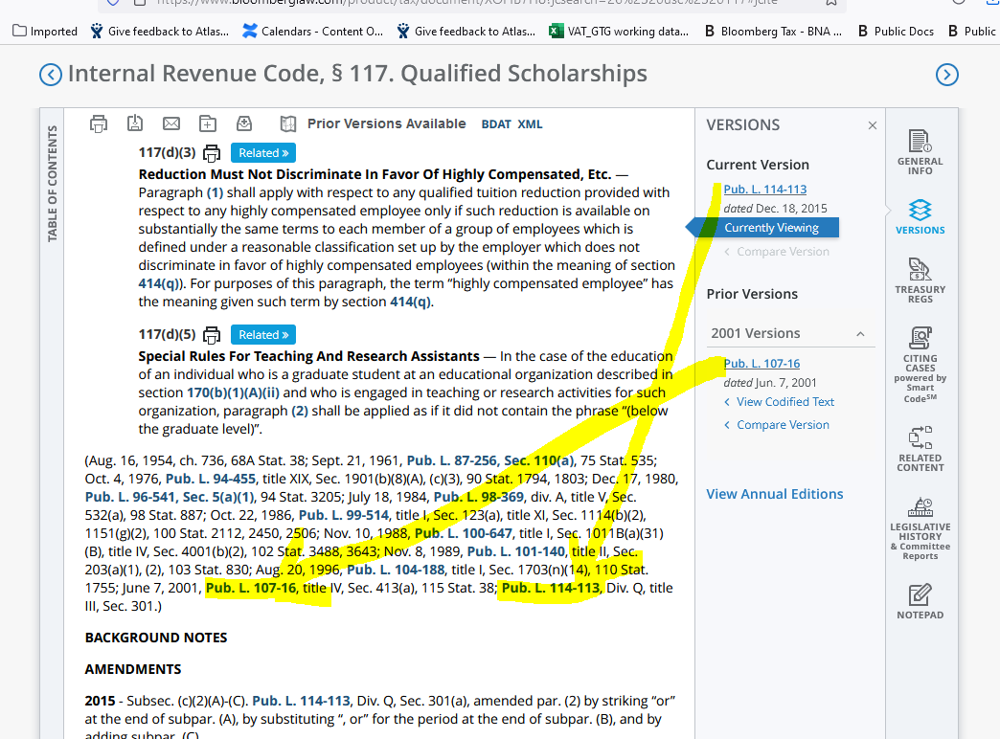 https://www.bloomberglaw.com/product/tax/document/
Imported
Give feedback to Atlas...
Calendars - Content O...
Give feedback to Atlas...
VAT_GTG working data...
B Bloomberg Tax - BNA ...
B Public Docs
B Public
Internal Revenue Code, § 117. Qualified Scholarships
TABLE OF CONTENTS
Prior Versions Available
BDAT XML
117(d)(3)
Related »
Reduction Must Not Discriminate In Favor Of Highly Compensated, Etc. —
Paragraph (1) shall apply with respect to any qualified tuition reduction provided with
respect to any highly compensated employee only if such reduction is available on
substantially the same terms to each member of a group of employees which is
defined under a reasonable classification set up by the employer which does not
discriminate in favor of highly compensated employees (within the meaning of section
414(q)). For purposes of this paragraph, the term “highly compensated employee” has
the meaning given such term by section 414(q).
117(d)(5)
Related »
Special Rules For Teaching And Research Assistants — In the case of the education
of an individual who is a graduate student at an educational organization described in
section 170(b)(1)(A)(ii) and who is engaged in teaching or research activities for such
organization, paragraph (2) shall be applied as if it did not contain the phrase “(below
the graduate level)”.
(Aug. 16, 1954, ch. 736, 68A Stat. 38; Sept. 21, 1961, Pub. L. 87-256, Sec. 110(a), 75 Stat. 535;
Oct. 4, 1976, Pub. L. 94-455, title XIX, Sec. 1901(b)(8)(A), (c)(3), 90 Stat. 1794, 1803; Dec. 17, 1980,
Pub. L. 96-541, Sec. 5(a)(1), 94 Stat. 3205; July 18, 1984, Pub. L. 98-369, div. A, title V, Sec.
532(a), 98 Stat. 887; Oct. 22, 1986, Pub. L. 99-514, title I, Sec. 123(a), title XI, Sec. 1114(b)(2),
1151(g)(2), 100 Stat. 2112, 2450, 2506; Nov. 10, 1988, Pub. L. 100-647, title I, Sec. 1011B(a)(31)
(B), title IV, Sec. 4001(b)(2), 102 Stat. 3488, 3643; Nov. 8, 1989, Pub. L. 101-140, title II, Sec.
203(a)(1), (2), 103 Stat. 830; Aug. 20, 1996, Pub. L. 104-188, title I, Sec. 1703(n)(14), 110 Stat.
1755; June 7, 2001, Pub. L. 107-16, title IV, Sec. 413(a), 115 Stat. 38; Pub. L. 114-113, Div. Q, title
III, Sec. 301.)
BACKGROUND NOTES
AMENDMENTS
2015 - Subsec. (c)(2)(A)-(C). Pub. L. 114-113, Div. Q, Sec. 301(a), amended par. (2) by striking “or”
at the end of subpar. (A), by substituting “, or” for the period at the end of subpar. (B), and by
adding subpar. (C).
VERSIONS
×
Current Version
Pub. L. 114-113
dated Dec. 18, 2015
Currently Viewing
Compare Version
Prior Versions
2001 Versions
Pub. L. 107-16
dated Jun. 7, 2001
View Codified Text
Compare Version
View Annual Editions
GENERAL
INFO
VERSIONS
TREASURY
REGS
CITING
CASES
powered by
Smart
Code℠
RELATED
CONTENT
LEGISLATIVE
HISTORY
& Committee
Reports
NOTEPAD